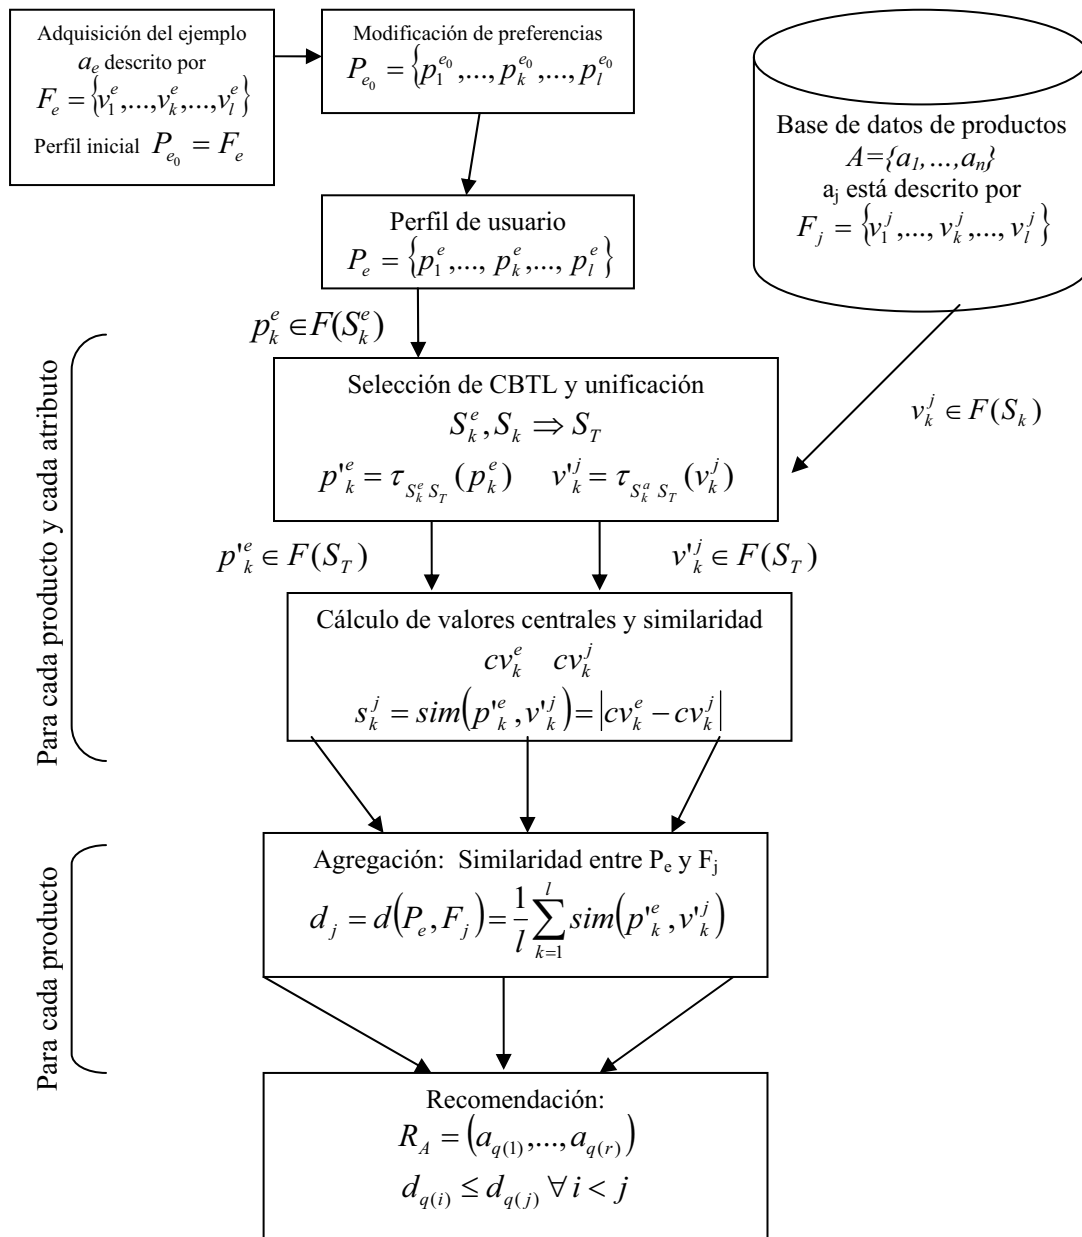 Adquisición del ejemplo
a_e descrito por
F_e = {v_1^e,...,v_k^e,...,v_l^e}
Perfil inicial P_{e_0} = F_e
Modificación de preferencias
P_{e_0} = {p_1^{e_0},...,p_k^{e_0},...,p_l^{e_0}
Base de datos de productos
A={a_1,...,a_n}
a_j está descrito por
F_j = {v_1^j,...,v_k^j,...,v_l^j}
Perfil de usuario
P_e = {p_1^e,..., p_k^e,..., p_l^e}
p_k^e ∈ F(S_k^e)
v_k^j ∈ F(S_k)
Para cada producto y cada atributo
Selección de CBTL y unificación
S_k^e, S_k ⇒ S_T
p'_k^e = τ_{S_k^e S_T}(p_k^e) v'_k^j = τ_{S_k^a S_T}(v_k^j)
p'_k^e ∈ F(S_T) v'_k^j ∈ F(S_T)
Cálculo de valores centrales y similaridad
cv_k^e cv_k^j
s_k^j = sim(p'_k^e, v'_k^j) = |cv_k^e − cv_k^j|
Para cada producto
Agregación: Similaridad entre P_e y F_j
d_j = d(P_e, F_j) = \frac{1}{l} \sum_{k=1}^{l} sim(p'_k^e, v'_k^j)
Recomendación:
R_A = (a_{q(1)},...,a_{q(r)})
d_{q(i)} ≤ d_{q(j)} ∀ i < j